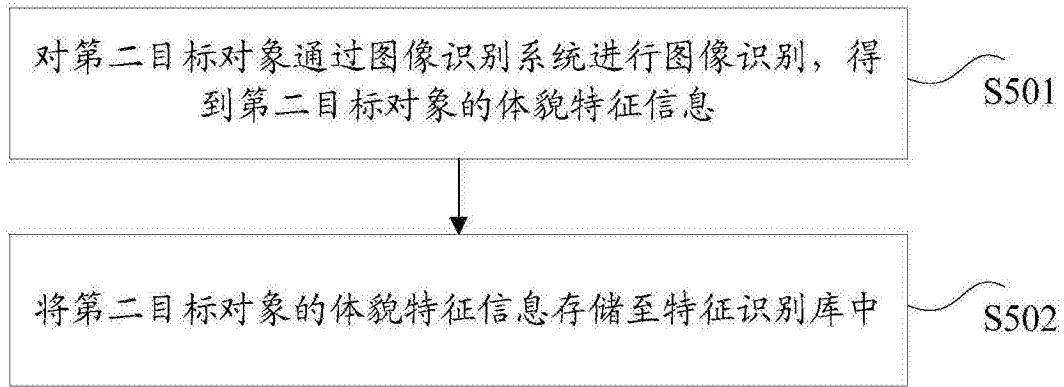 对第二目标对象通过图像识别系统进行图像识别，得
到第二目标对象的体貌特征信息
S501
将第二目标对象的体貌特征信息存储至特征识别库中
S502